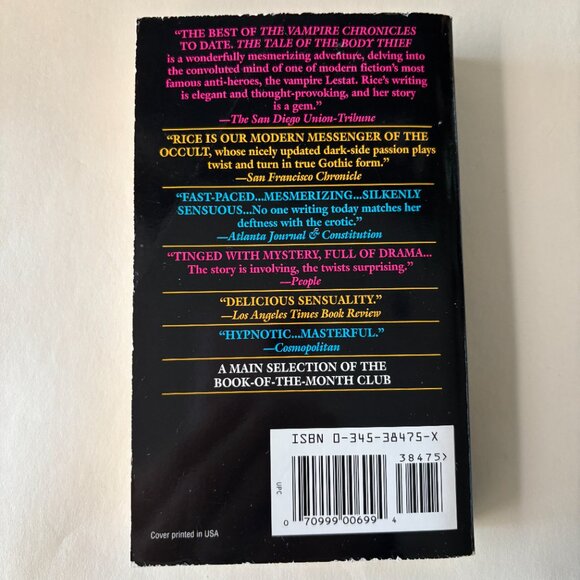 “THE BEST OF THE VAMPIRE CHRONICLES
TO DATE. THE TALE OF THE BODY THIEF
is a wonderfully mesmerizing adventure, delving into
the convoluted mind of one of modern fiction’s most
famous anti-heroes, the vampire Lestat. Rice’s writing
is elegant and thought-provoking, and her story
is a gem.”
—The San Diego Union-Tribune
“RICE IS OUR MODERN MESSENGER OF THE
OCCULT, whose nicely updated dark-side passion plays
twist and turn in true Gothic form.”
—San Francisco Chronicle
“FAST-PACED...MESMERIZING...SILKENLY
SENSUOUS...No one writing today matches her
deftness with the erotic.”
—Atlanta Journal & Constitution
“TINGED WITH MYSTERY, FULL OF DRAMA...
The story is involving, the twists surprising.”
—People
“DELICIOUS SENSUALITY.”
—Los Angeles Times Book Review
“HYPNOTIC...MASTERFUL.”
—Cosmopolitan
A MAIN SELECTION OF THE
BOOK-OF-THE-MONTH CLUB
ISBN 0-345-38475-X
38475>
UPC
0 70999 00699 4
Cover printed in USA